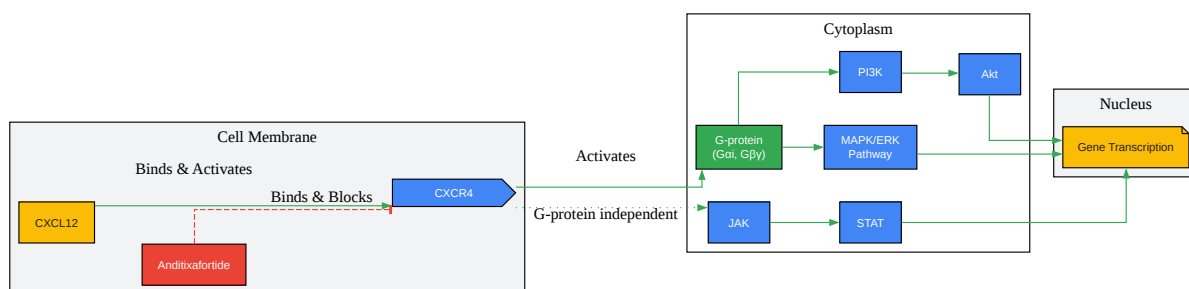 Cytoplasm
PI3K
Akt
Nucleus
Cell Membrane
G-protein
(Gαi, Gβγ)
MAPK/ERK
Pathway
Gene Transcription
Activates
Binds & Activates
Binds & Blocks
CXCR4
CXCL12
G-protein independent
JAK
STAT
Anditixafortide